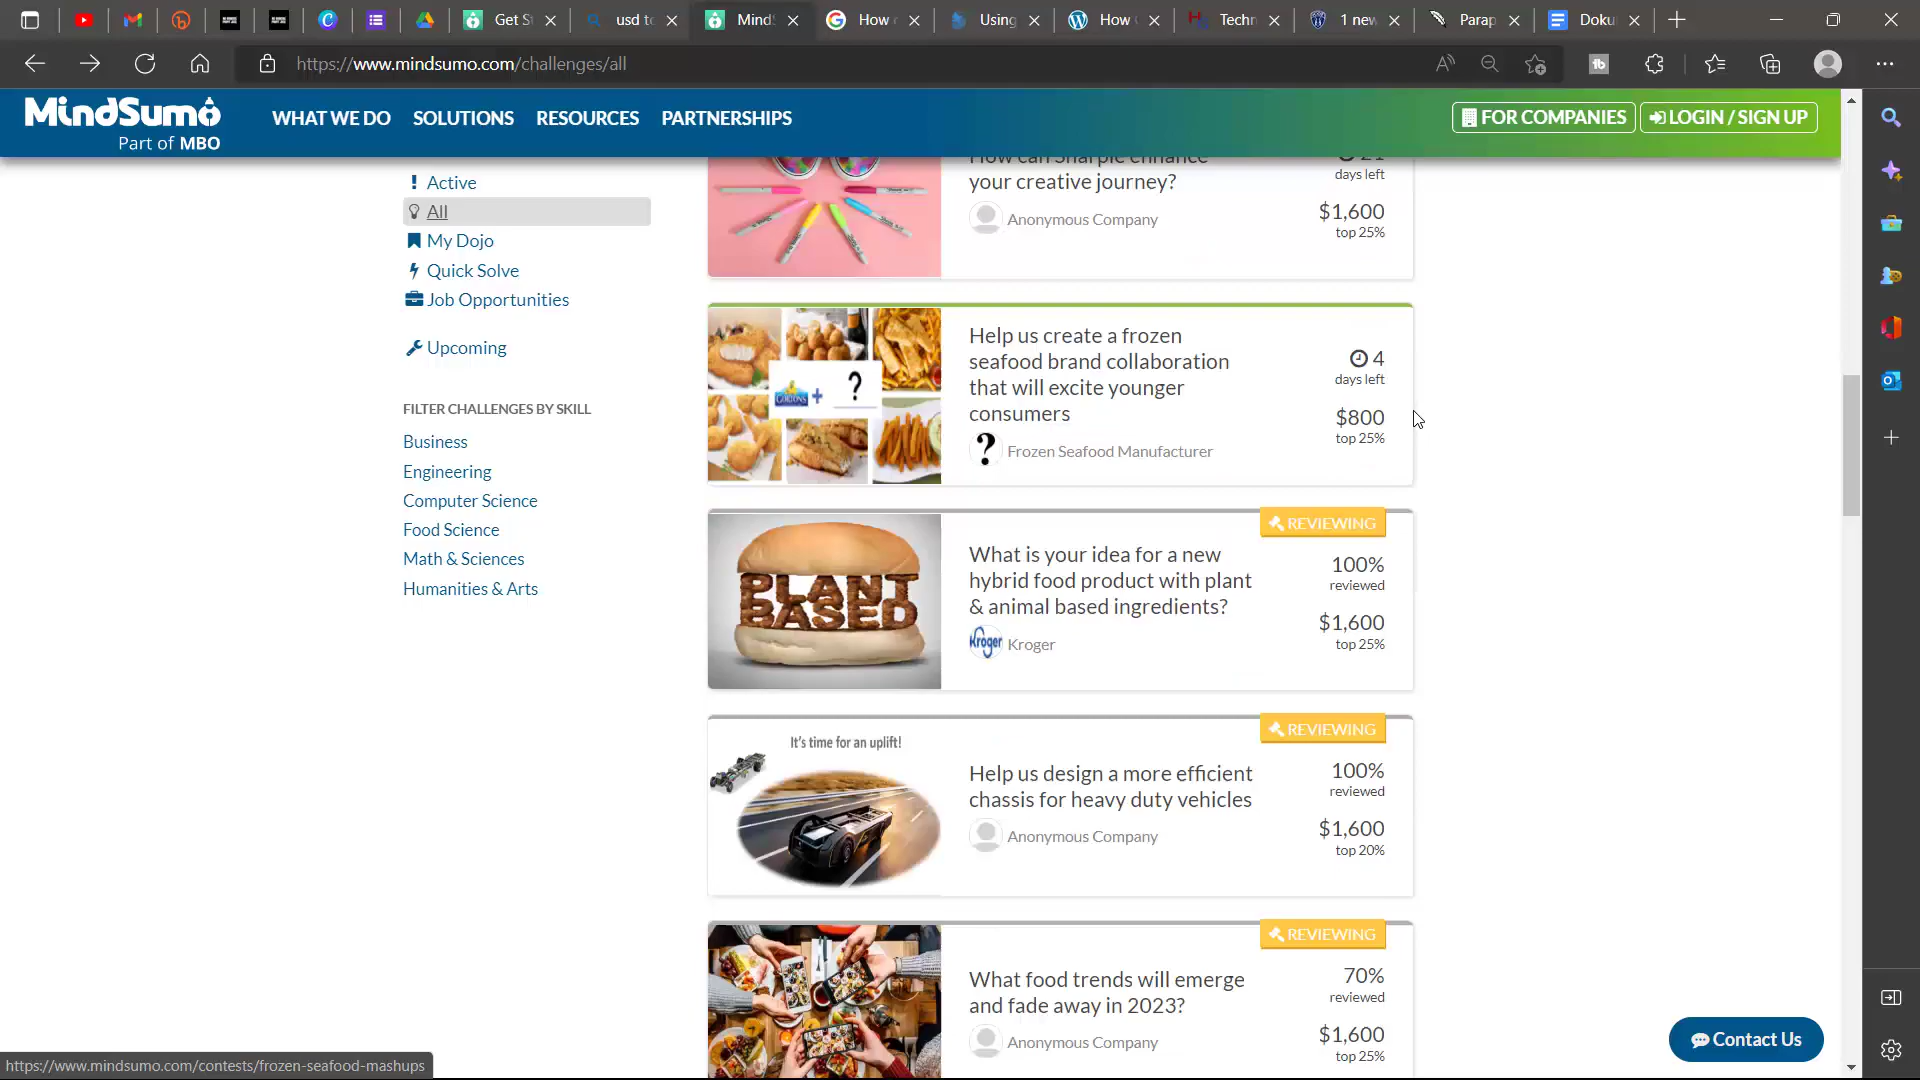 Get S
usd t
Mind
How
Using
How
Techn
1 new
Parap
Doku
https://www.mindsumo.com/challenges/all
MindSumo
Part of MBO
WHAT WE DO
SOLUTIONS
RESOURCES
PARTNERSHIPS
FOR COMPANIES
LOGIN / SIGN UP
Active
All
My Dojo
Quick Solve
Job Opportunities
Upcoming
FILTER CHALLENGES BY SKILL
Business
Engineering
Computer Science
Food Science
Math & Sciences
Humanities & Arts
How can Sharpie enhance
your creative journey?
Anonymous Company
21
days left
$1,600
top 25%
Gorton's + ?
Help us create a frozen
seafood brand collaboration
that will excite younger
consumers
? Frozen Seafood Manufacturer
4
days left
$800
top 25%
PLANT
BASED
What is your idea for a new
hybrid food product with plant
& animal based ingredients?
Kroger Kroger
REVIEWING
100%
reviewed
$1,600
top 25%
It's time for an uplift!
Help us design a more efficient
chassis for heavy duty vehicles
Anonymous Company
REVIEWING
100%
reviewed
$1,600
top 20%
What food trends will emerge
and fade away in 2023?
Anonymous Company
REVIEWING
70%
reviewed
$1,600
top 25%
Contact Us
https://www.mindsumo.com/contests/frozen-seafood-mashups